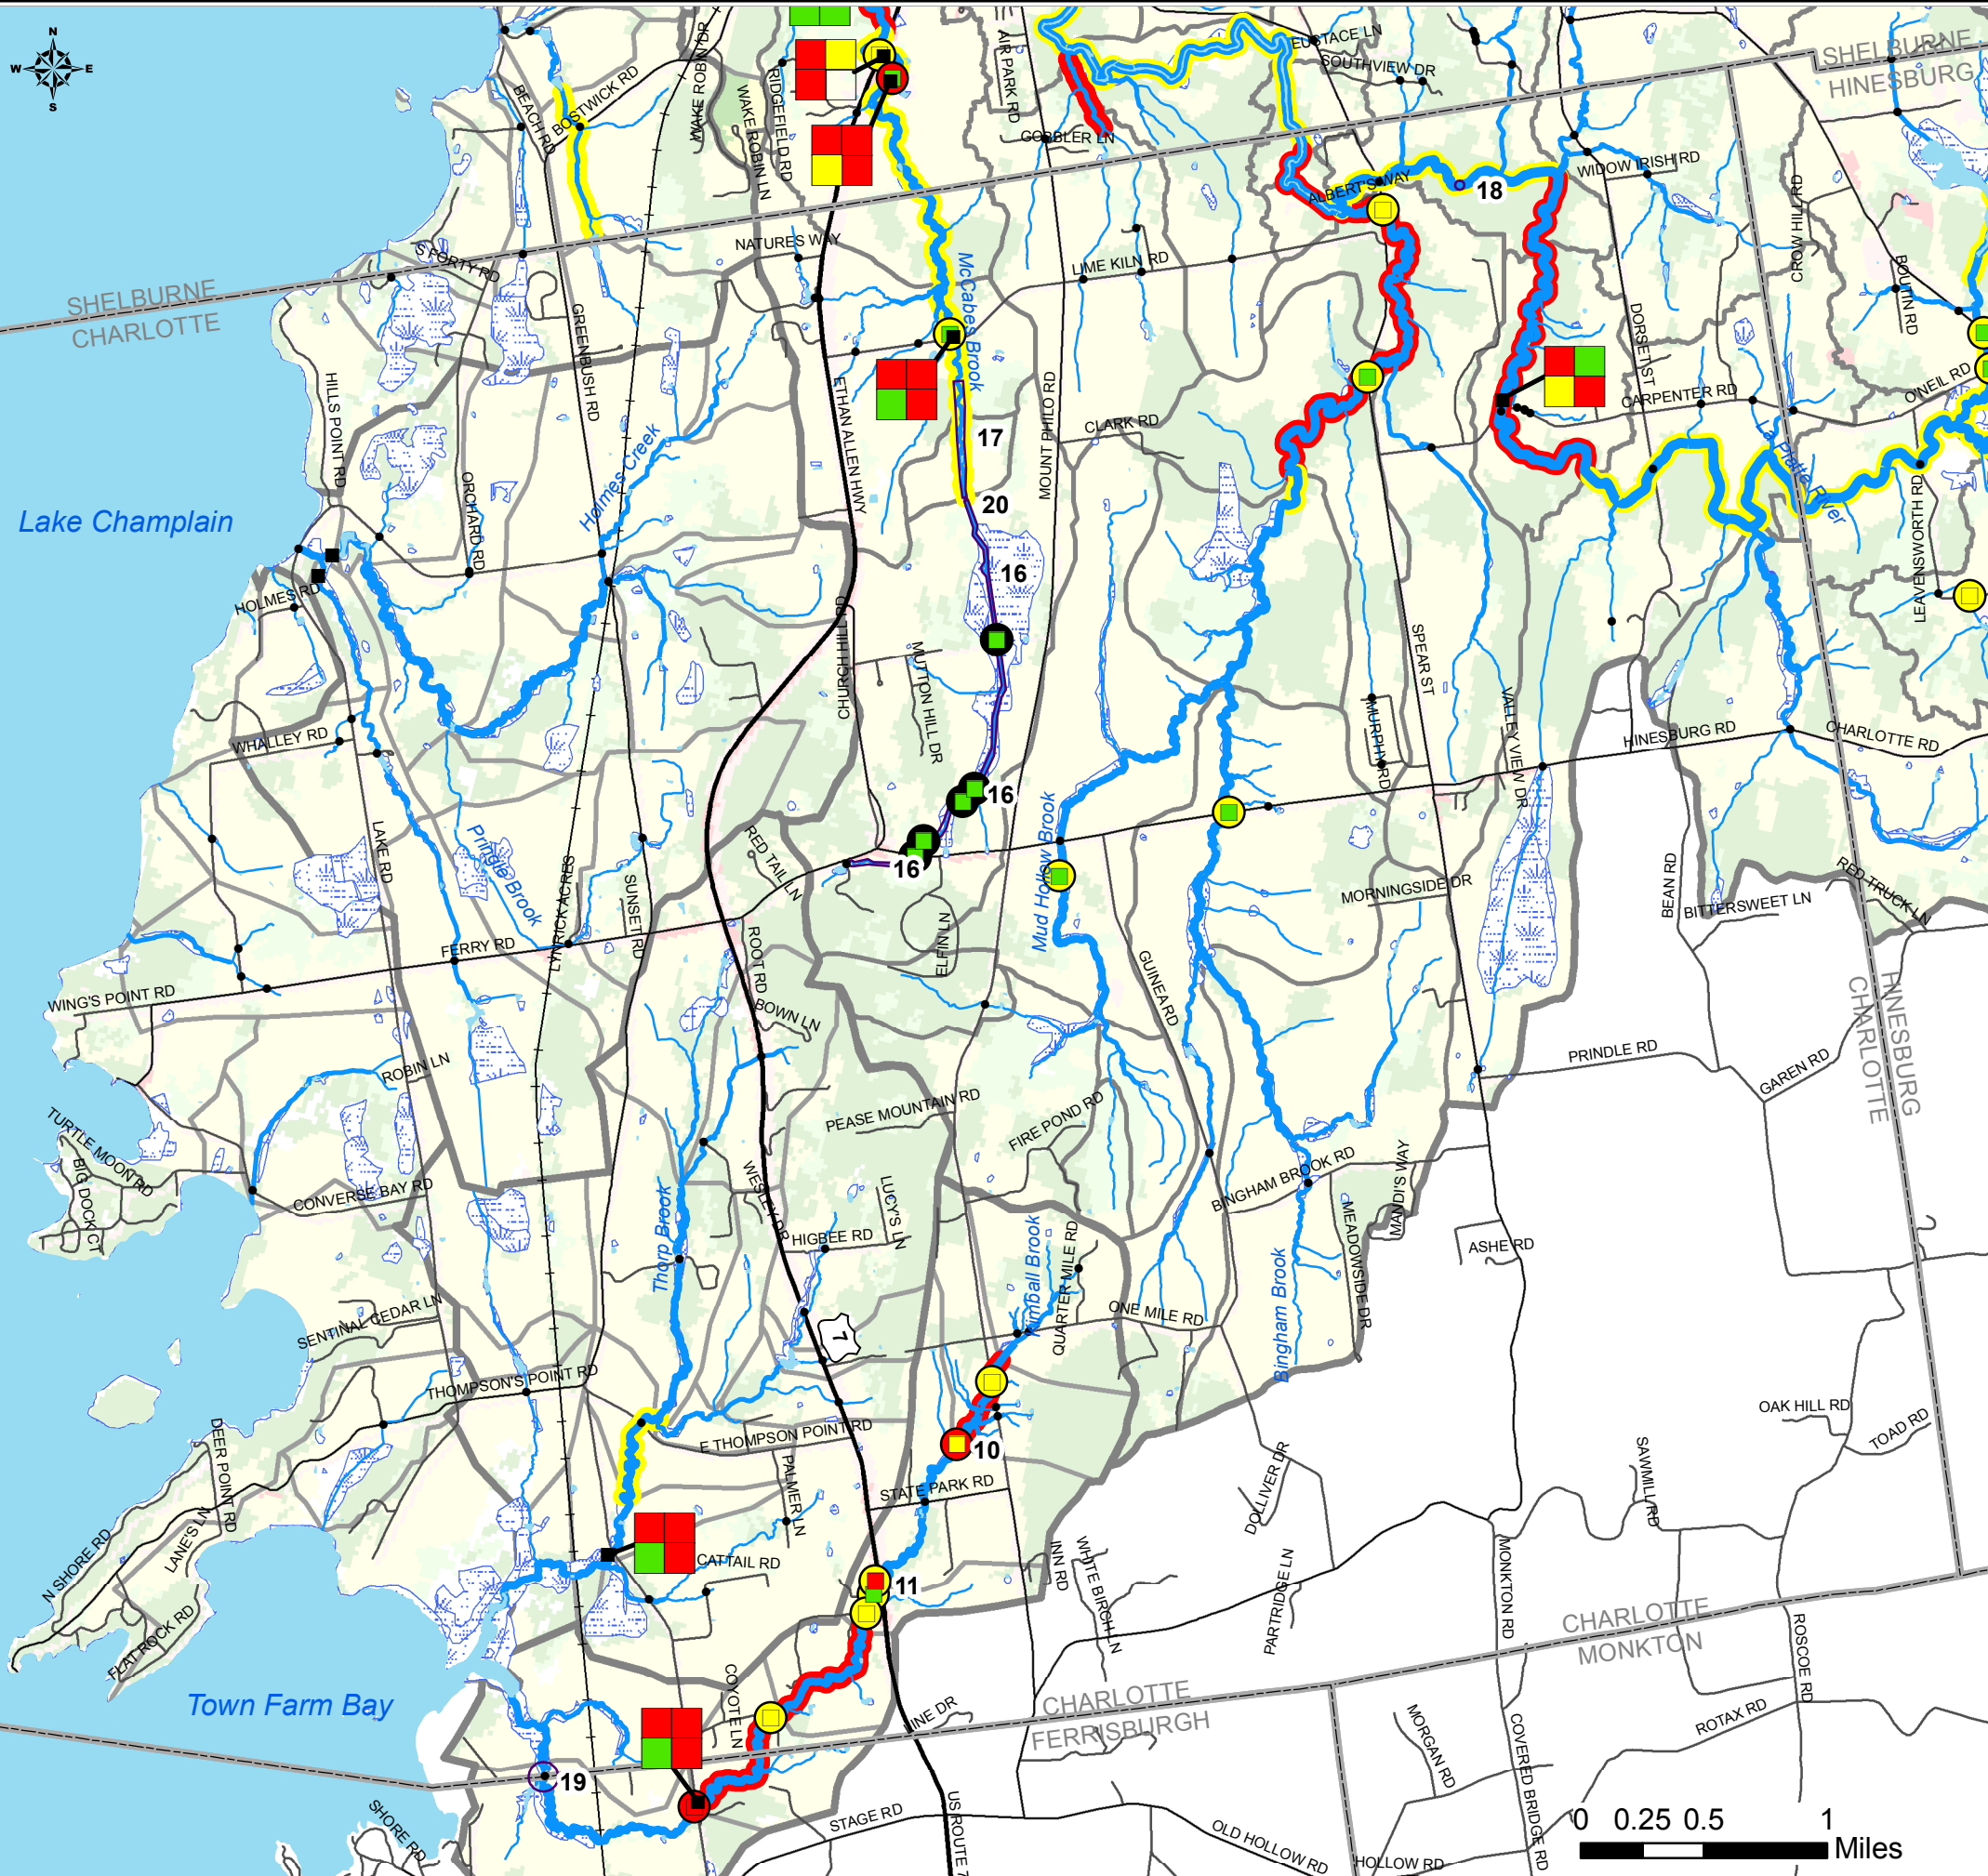 N
W
E
S
EUSTACE LN
SOUTHVIEW DR
SHELBURNE
HINESBURG
AIR PARK RD
WAKE ROBIN DR
WAKE ROBIN LN
RIDGEFIELD RD
BEACH RD
BOSTWICK RD
GOBBLER LN
ALBERT'S WAY
18
WIDOW IRISH RD
CROW HILL RD
BOUTIN RD
NATURES WAY
McCabes Brook
LIME KILN RD
S FORTY RD
SHELBURNE
CHARLOTTE
GREENBUSH RD
HILLS POINT RD
ETHAN ALLEN HWY
MOUNT PHILO RD
DORSET ST
CARPENTER RD
O'NEIL RD
CLARK RD
17
20
La Platte River
LEAVENSWORTH RD
Holmes Creek
ORCHARD RD
Lake Champlain
16
HOLMES RD
CHURCH HILL RD
MUTTON HILL DR
SPEAR ST
MURPHY RD
VALLEY VIEW DR
HINESBURG RD
CHARLOTTE RD
WHALLEY RD
LAKE RD
Pringle Brook
16
16
RED TAIL LN
Mud Hollow Brook
MORNINGSIDE DR
BEAN RD
BITTERSWEET LN
RED TRUCK LN
LYNRICK ACRES
SUNSET RD
FERRY RD
ELFIN LN
ROOT RD
BOWN LN
GUINEA RD
WING'S POINT RD
HINESBURG
CHARLOTTE
PRINDLE RD
GAREN RD
ROBIN LN
PEASE MOUNTAIN RD
FIRE POND RD
TURTLE MOON RD
BIG DOCK CT
CONVERSE BAY RD
WESLEY DR
LUCY'S LN
HIGBEE RD
Thorp Brook
Kimball Brook
QUARTER MILE RD
BINGHAM BROOK RD
MANDI'S WAY
MEADOWSIDE DR
ASHE RD
Bingham Brook
ONE MILE RD
SENTINAL CEDAR LN
7
THOMPSON'S POINT RD
E THOMPSON POINT RD
10
OAK HILL RD
TOAD RD
DEER POINT RD
PALMER LN
STATE PARK RD
DOLLIVER DR
SAWMILL RD
N SHORE RD
LANE'S LN
CATTAIL RD
INN RD
WHITE BIRCH LN
PARTRIDGE LN
MONKTON RD
11
FLAT ROCK RD
COYOTE LN
CHARLOTTE
MONKTON
ROSCOE RD
Town Farm Bay
LINE DR
CHARLOTTE
FERRISBURGH
MORGAN RD
ROTAX RD
COVERED BRIDGE RD
19
SHORE RD
STAGE RD
US ROUTE 7
OLD HOLLOW RD
HOLLOW RD
0 0.25 0.5 1
Miles